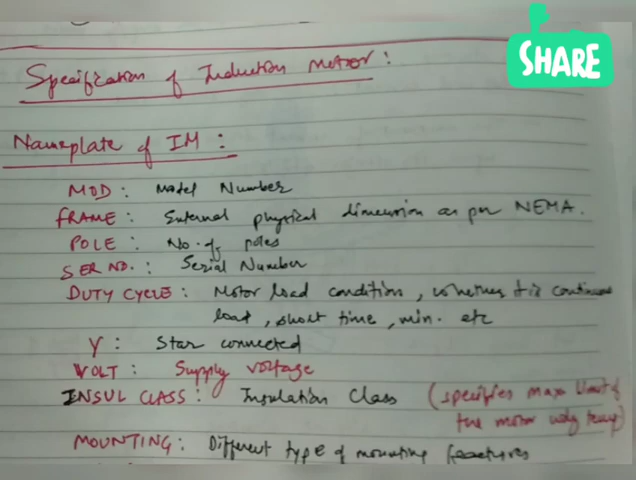 SHARE
Specification of Induction Motor :
Nameplate of IM :
MOD : Model Number
FRAME : External physical dimension as per NEMA.
POLE : No. of poles
SER NO. : Serial Number
DUTY CYCLE : Motor load condition, whether it is continuous
load, short time, min. etc
Y : Star connected
VOLT : Supply voltage
INSUL CLASS : Insulation Class (specifies max limit of
the motor wdg temp)
MOUNTING : Different type of mounting features